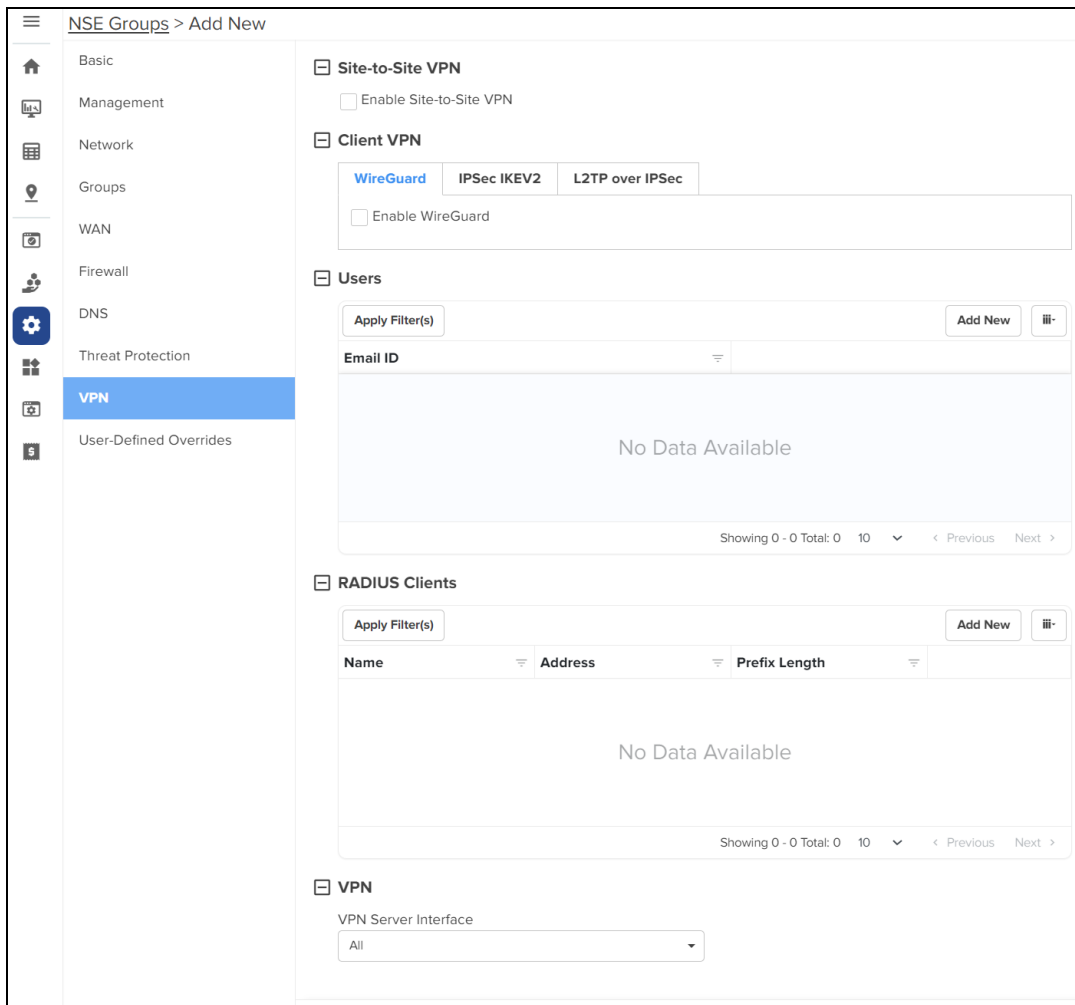 NSE Groups > Add New
Basic
Management
Network
Groups
WAN
Firewall
DNS
Threat Protection
VPN
User-Defined Overrides
Site-to-Site VPN
Enable Site-to-Site VPN
Client VPN
WireGuard IPSec IKEV2 L2TP over IPSec
Enable WireGuard
Users
Apply Filter(s) Add New
Email ID
No Data Available
Showing 0 - 0 Total: 0 10 < Previous Next >
RADIUS Clients
Apply Filter(s) Add New
Name Address Prefix Length
No Data Available
Showing 0 - 0 Total: 0 10 < Previous Next >
VPN
VPN Server Interface
All